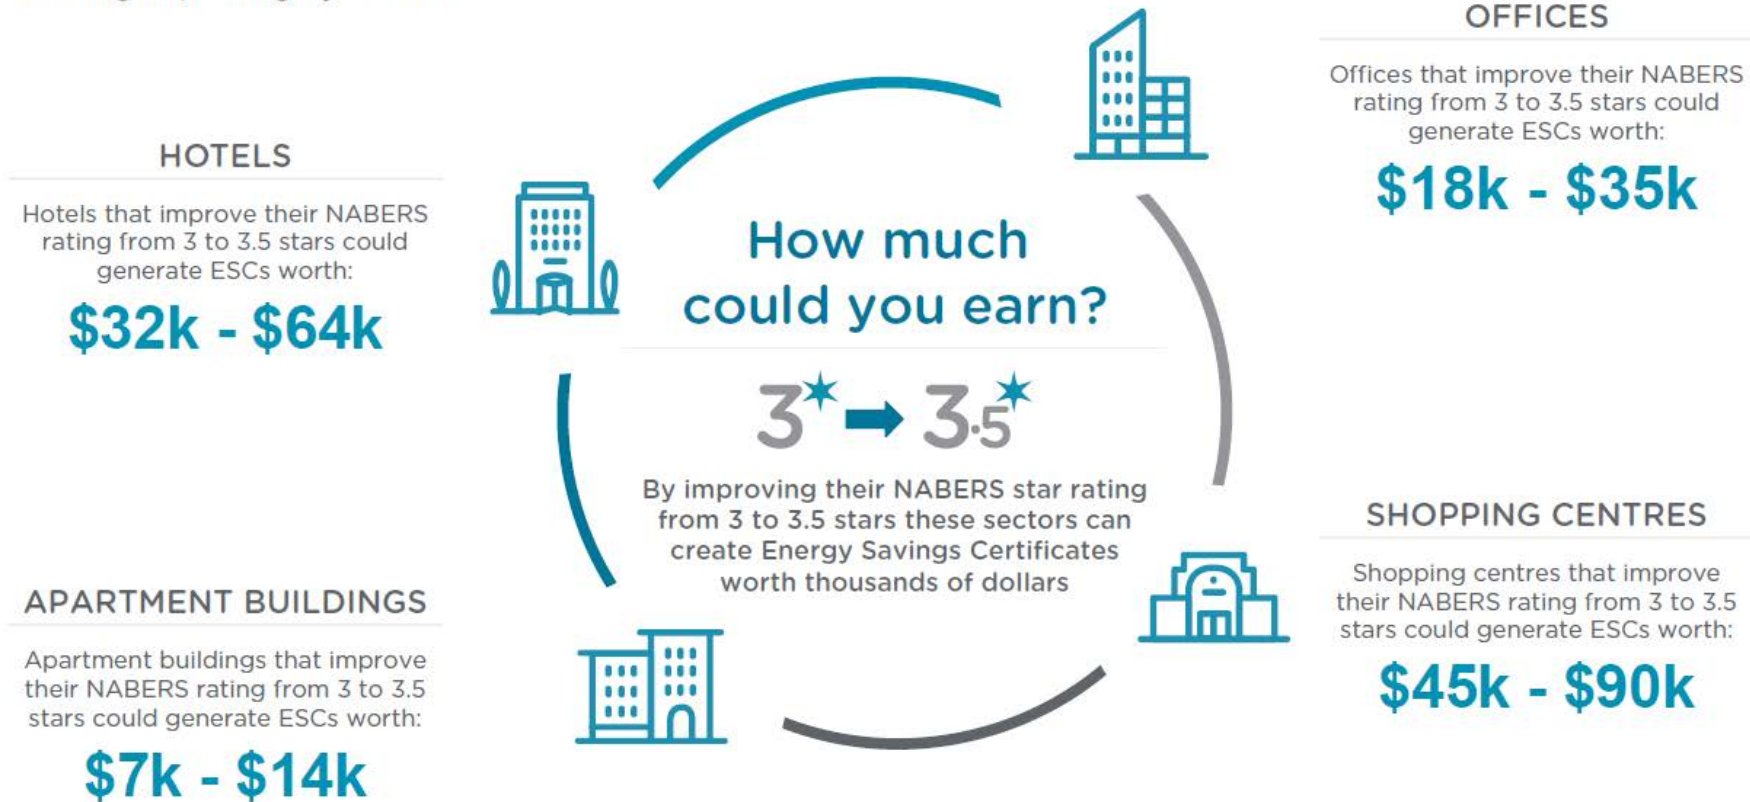 OFFICES
Offices that improve their NABERS
rating from 3 to 3.5 stars could
generate ESCs worth:
$18k - $35k
HOTELS
Hotels that improve their NABERS
rating from 3 to 3.5 stars could
generate ESCs worth:
$32k - $64k
How much
could you earn?
3 3.5
By improving their NABERS star rating
from 3 to 3.5 stars these sectors can
create Energy Savings Certificates
worth thousands of dollars
SHOPPING CENTRES
Shopping centres that improve
their NABERS rating from 3 to 3.5
stars could generate ESCs worth:
$45k - $90k
APARTMENT BUILDINGS
Apartment buildings that improve
their NABERS rating from 3 to 3.5
stars could generate ESCs worth:
$7k - $14k